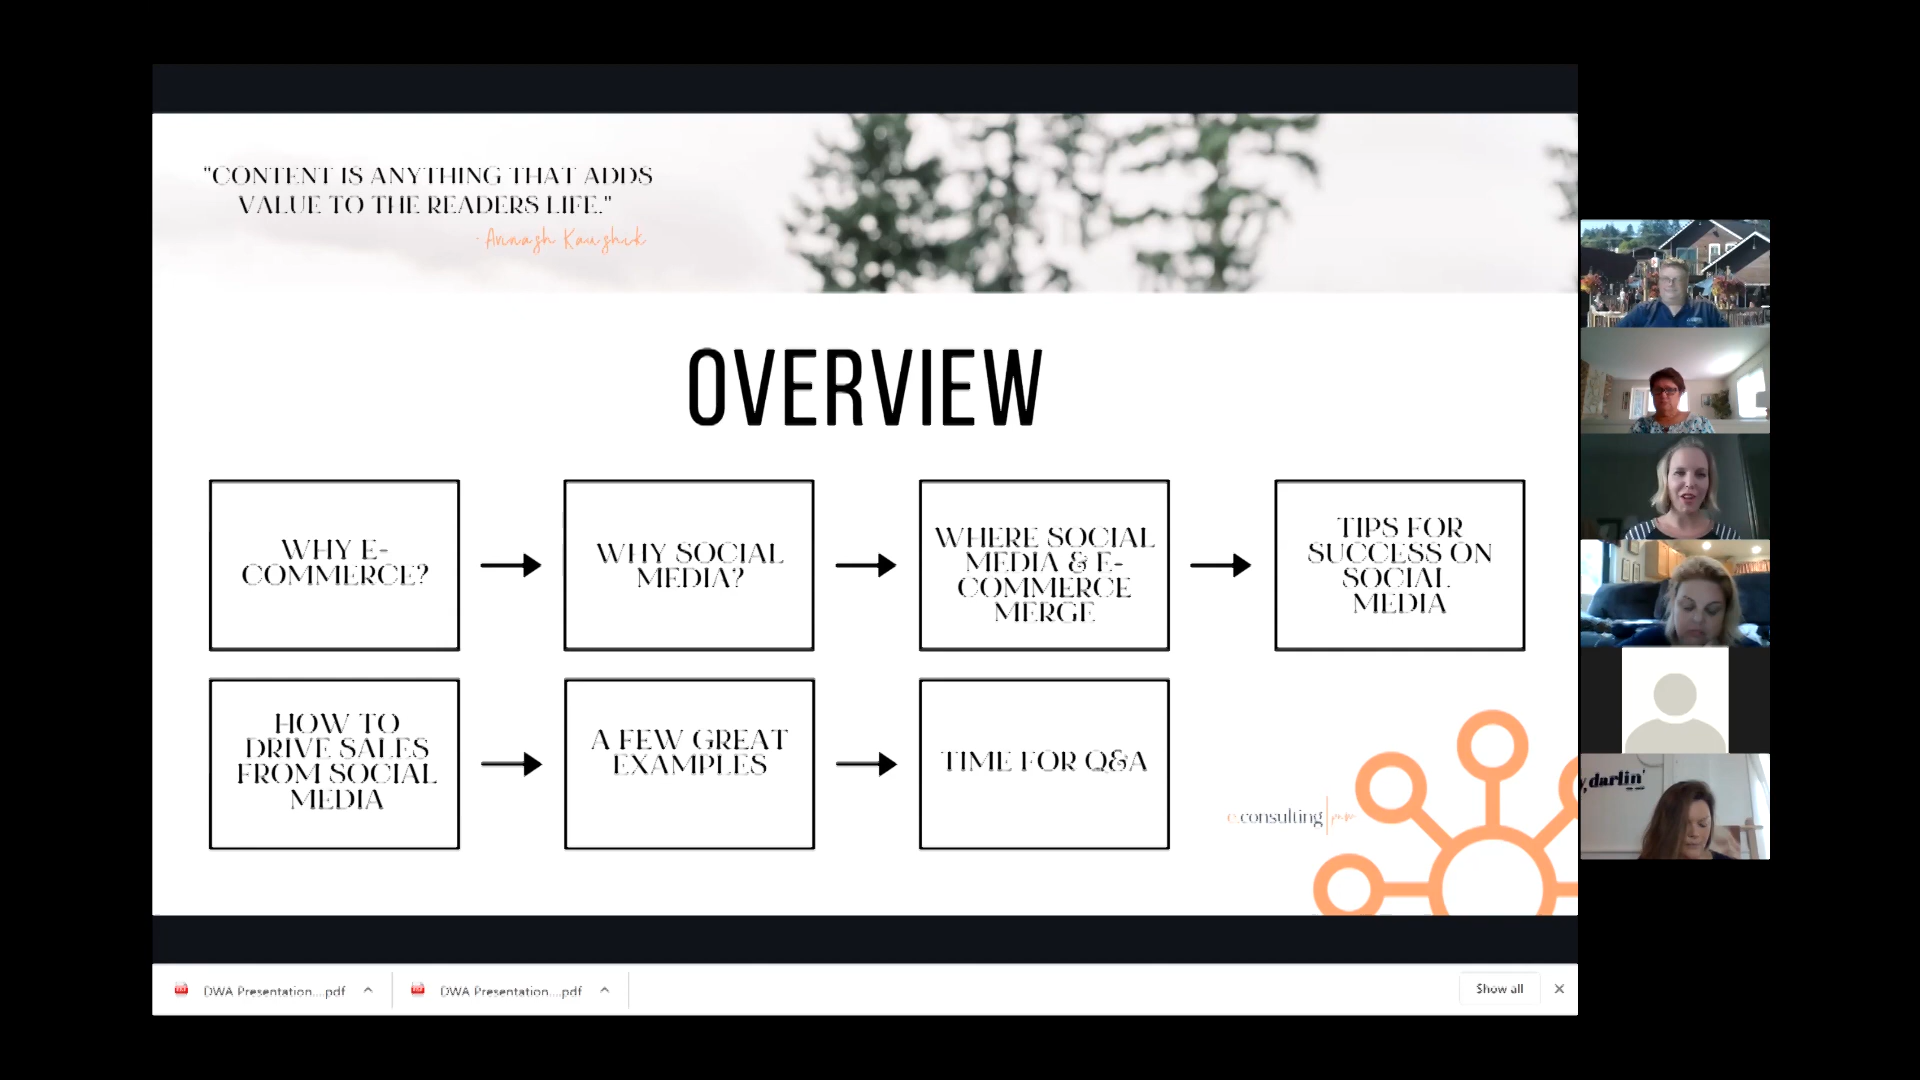 "CONTENT IS ANYTHING THAT ADDS
VALUE TO THE READERS LIFE."
- Avinash Kaushik
OVERVIEW
WHY E-
COMMERCE?
WHY SOCIAL
MEDIA?
WHERE SOCIAL
MEDIA & E-
COMMERCE
MERGE
TIPS FOR
SUCCESS ON
SOCIAL
MEDIA
HOW TO
DRIVE SALES
FROM SOCIAL
MEDIA
A FEW GREAT
EXAMPLES
TIME FOR Q&A
e.consulting
, darlin'
DWA Presentation....pdf
DWA Presentation....pdf
Show all